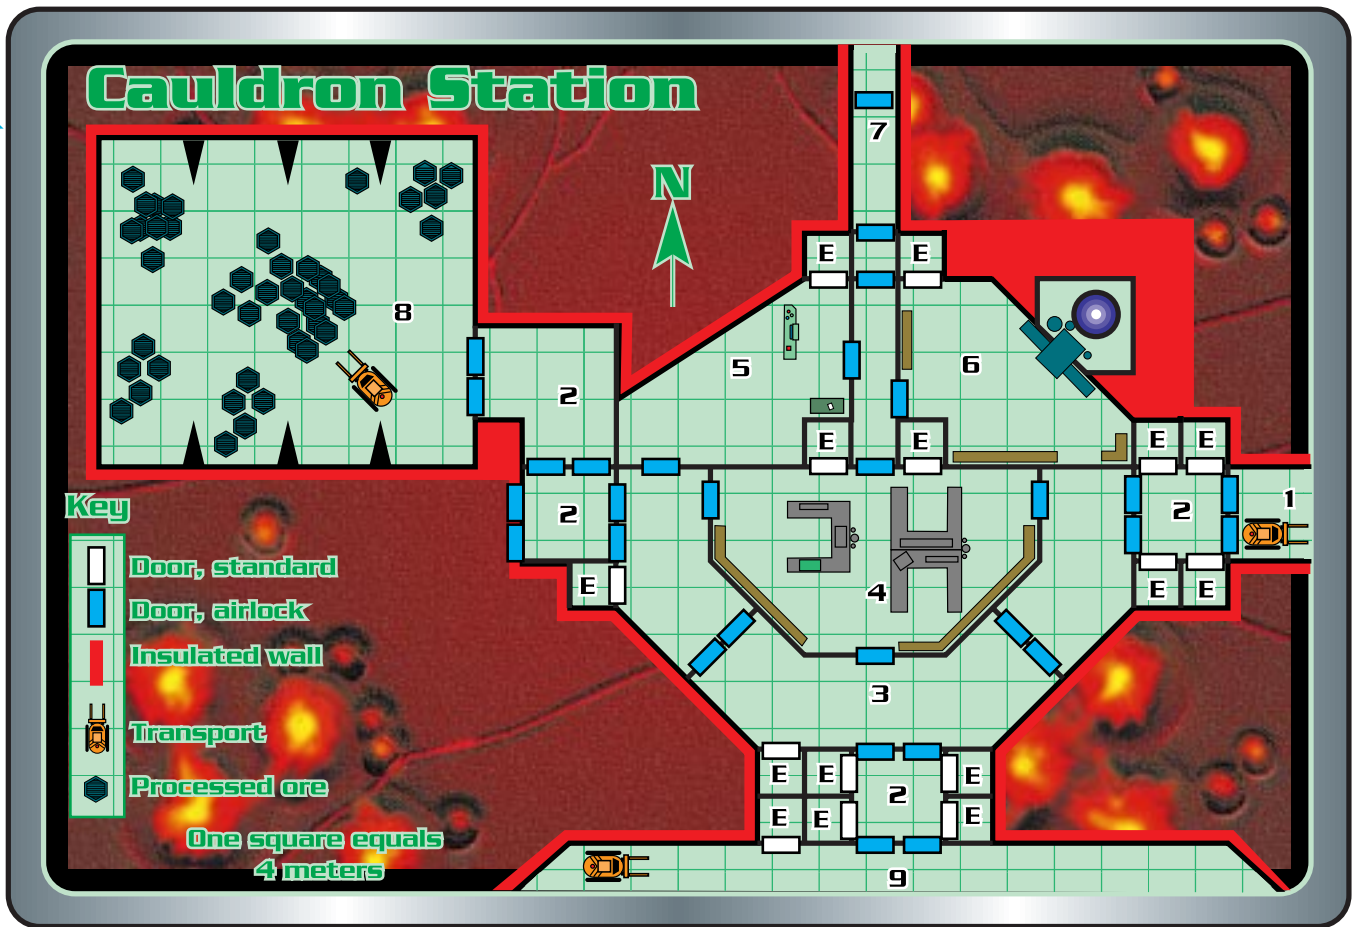 Cauldron Station
7
N
E E
8
5
6
2
E E
E E
1
2
2
Key
Door, standard
E
4
E E
Door, airlock
Insulated wall
3
Transport
E E
2
E
Processed ore
E E
E
One square equals
4 meters
9